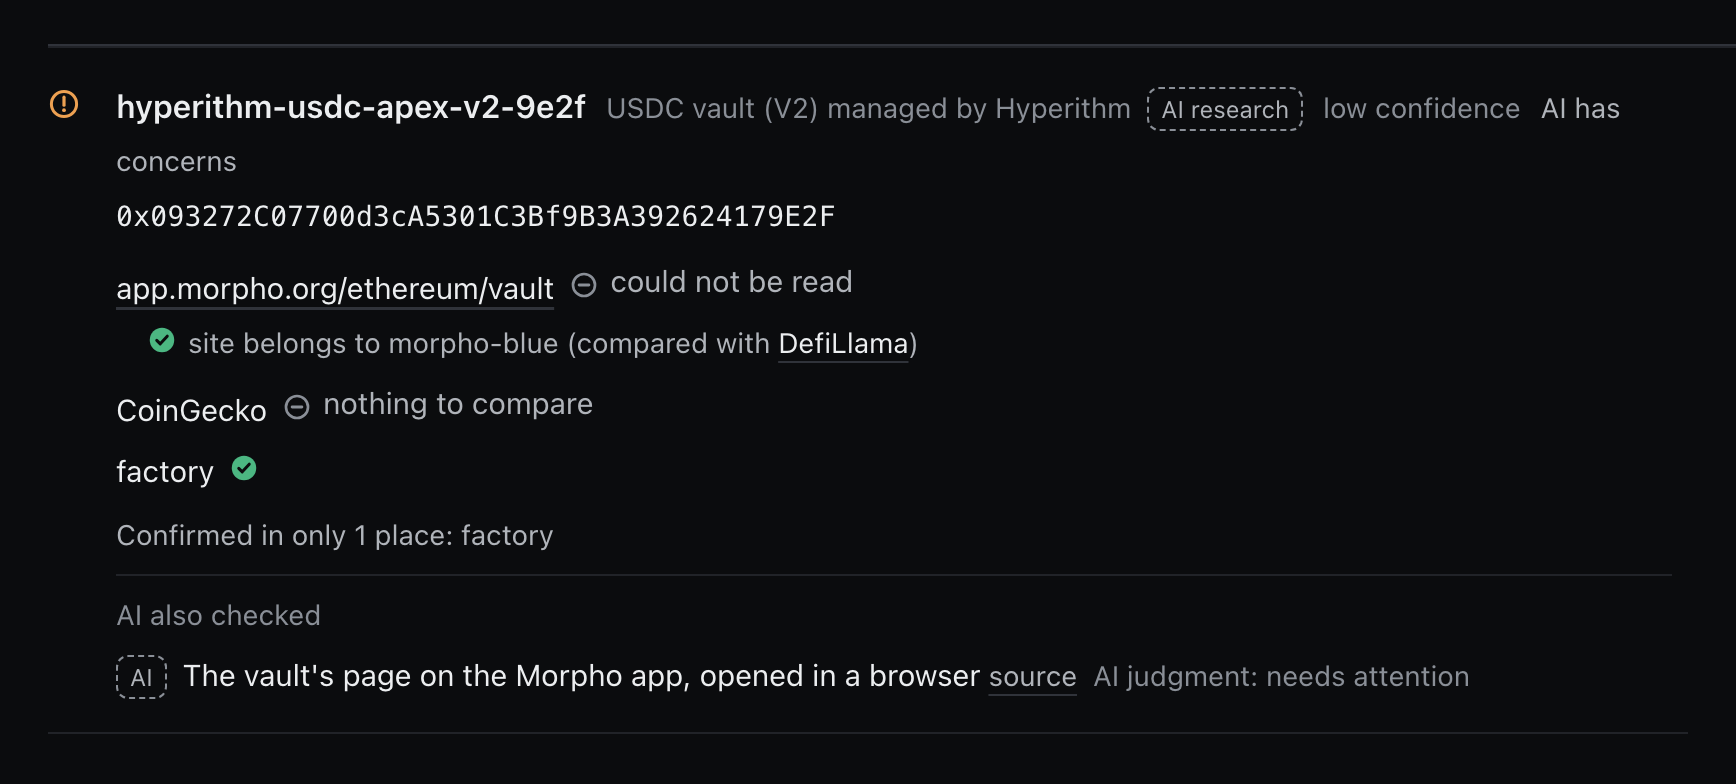 hyperithm-usdc-apex-v2-9e2f USDC vault (V2) managed by Hyperithm AI research low confidence AI has
concerns
0x093272C07700d3cA5301C3Bf9B3A392624179E2F
app.morpho.org/ethereum/vault could not be read
site belongs to morpho-blue (compared with DefiLlama)
CoinGecko nothing to compare
factory
Confirmed in only 1 place: factory
AI also checked
AI The vault's page on the Morpho app, opened in a browser source AI judgment: needs attention